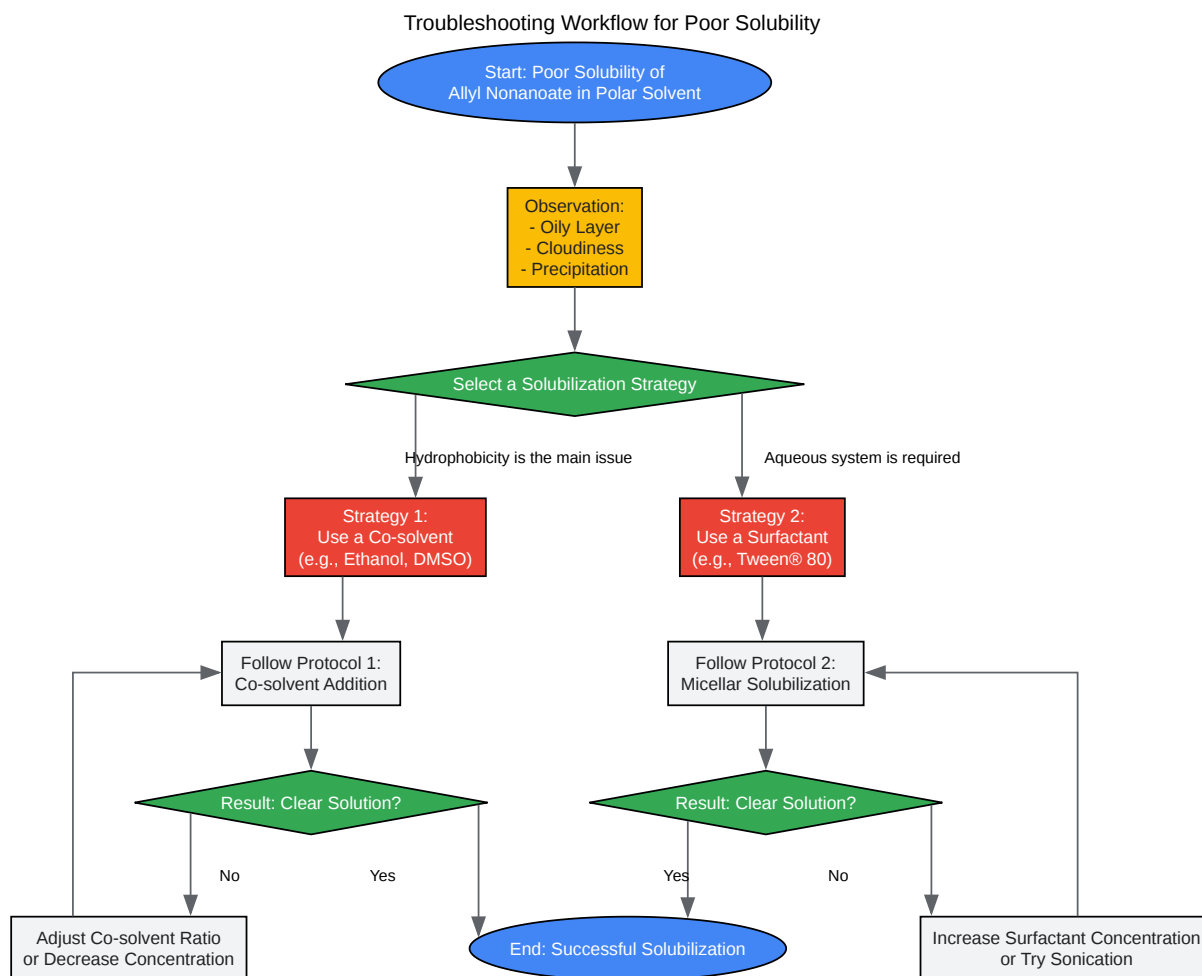 Troubleshooting Workflow for Poor Solubility
Start: Poor Solubility of
Allyl Nonanoate in Polar Solvent
Observation:
- Oily Layer
- Cloudiness
- Precipitation
Select a Solubilization Strategy
Hydrophobicity is the main issue
Aqueous system is required
Strategy 1:
Use a Co-solvent
(e.g., Ethanol, DMSO)
Strategy 2:
Use a Surfactant
(e.g., Tween® 80)
Follow Protocol 1:
Co-solvent Addition
Follow Protocol 2:
Micellar Solubilization
Result: Clear Solution?
Result: Clear Solution?
No
Yes
Yes
No
Adjust Co-solvent Ratio
or Decrease Concentration
End: Successful Solubilization
Increase Surfactant Concentration
or Try Sonication